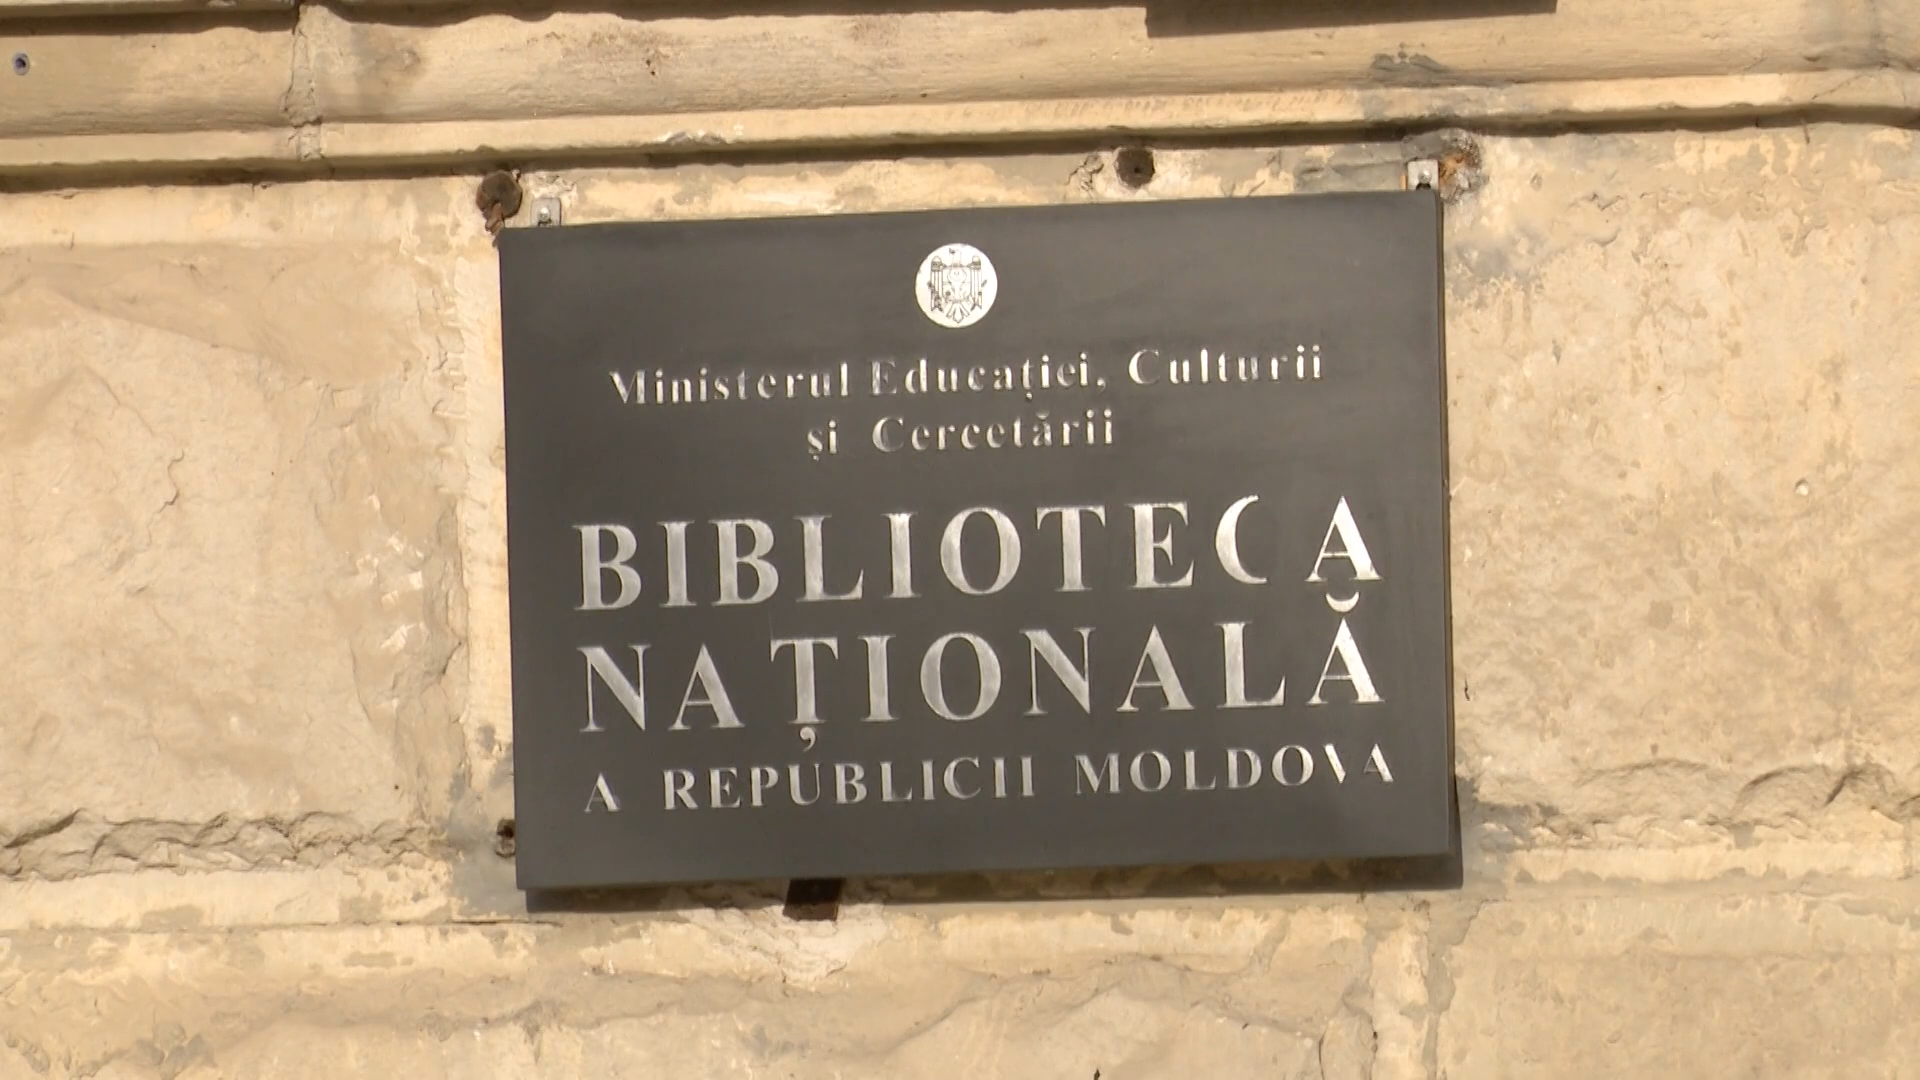 Ministerul Educației, Culturii
și Cercetării
BIBLIOTECA
NAȚIONALĂ
A REPUBLICII MOLDOVA